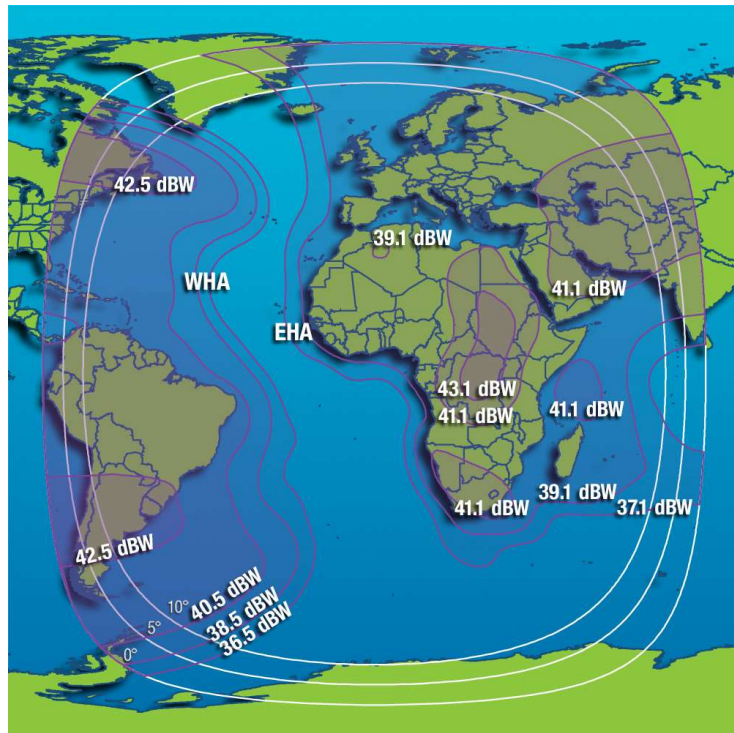 42.5 dBW
39.1 dBW
WHA
41.1 dBW
EHA
43.1 dBW
41.1 dBW
41.1 dBW
39.1 dBW
41.1 dBW
37.1 dBW
42.5 dBW
10°
40.5 dBW
5°
38.5 dBW
36.5 dBW
0°